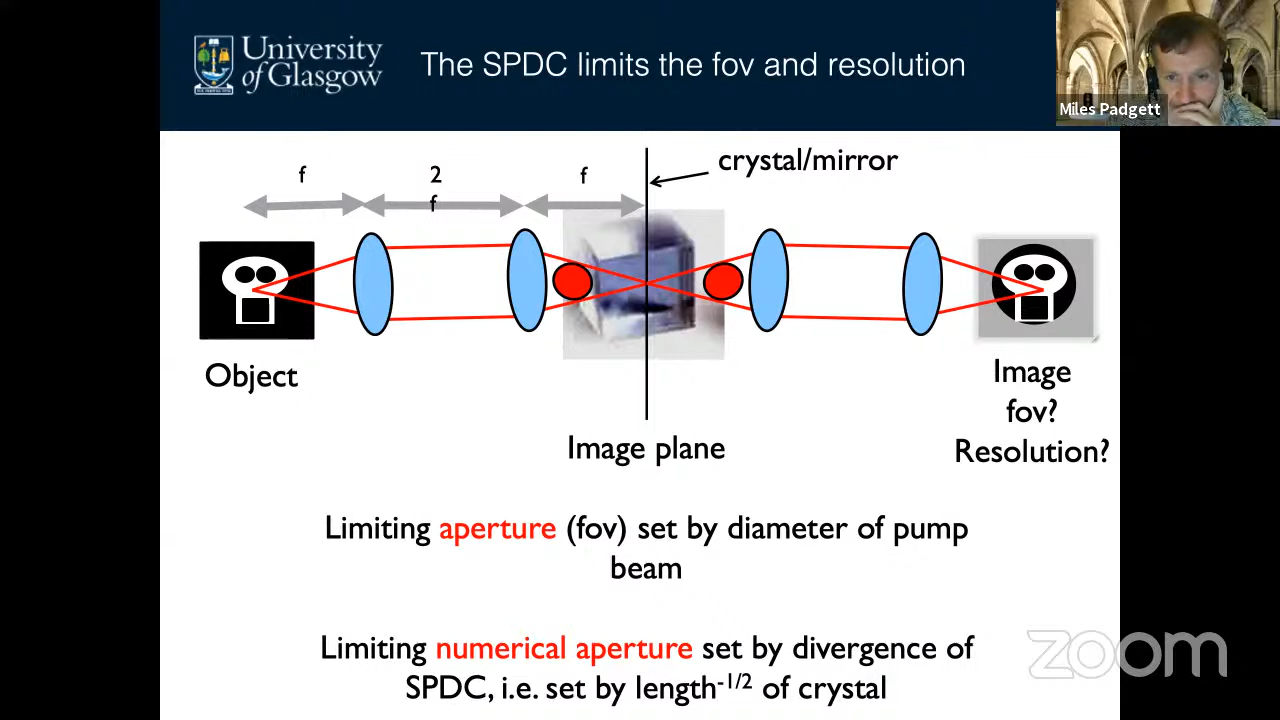 University
of Glasgow
The SPDC limits the fov and resolution
Miles Padgett
crystal/mirror
f
2
f
f
Object
Image
fov?
Resolution?
Image plane
Limiting aperture (fov) set by diameter of pump
beam
Limiting numerical aperture set by divergence of
SPDC, i.e. set by length-1/2 of crystal
zoom